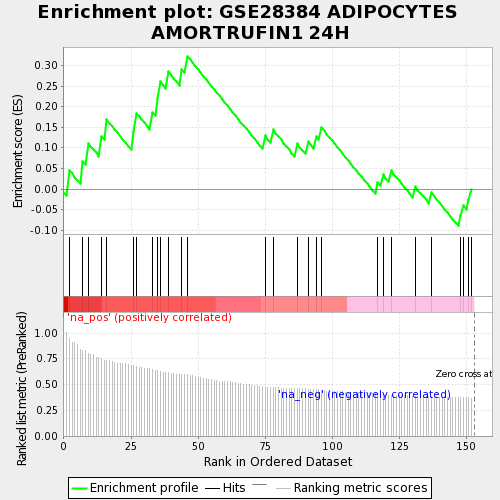 Enrichment plot: GSE28384 ADIPOCYTES
AMORTRUFIN1 24H
Enrichment score (ES)
0.30
0.25
0.20
0.15
0.10
0.05
0.00
-0.05
-0.10
'na_pos' (positively correlated)
Ranked list metric (PreRanked)
1.00
0.75
0.50
0.25
0.00
Zero cross at
'na_neg' (negatively correlated)
0 25 50 75 100 125 150
Rank in Ordered Dataset
Enrichment profile Hits Ranking metric scores